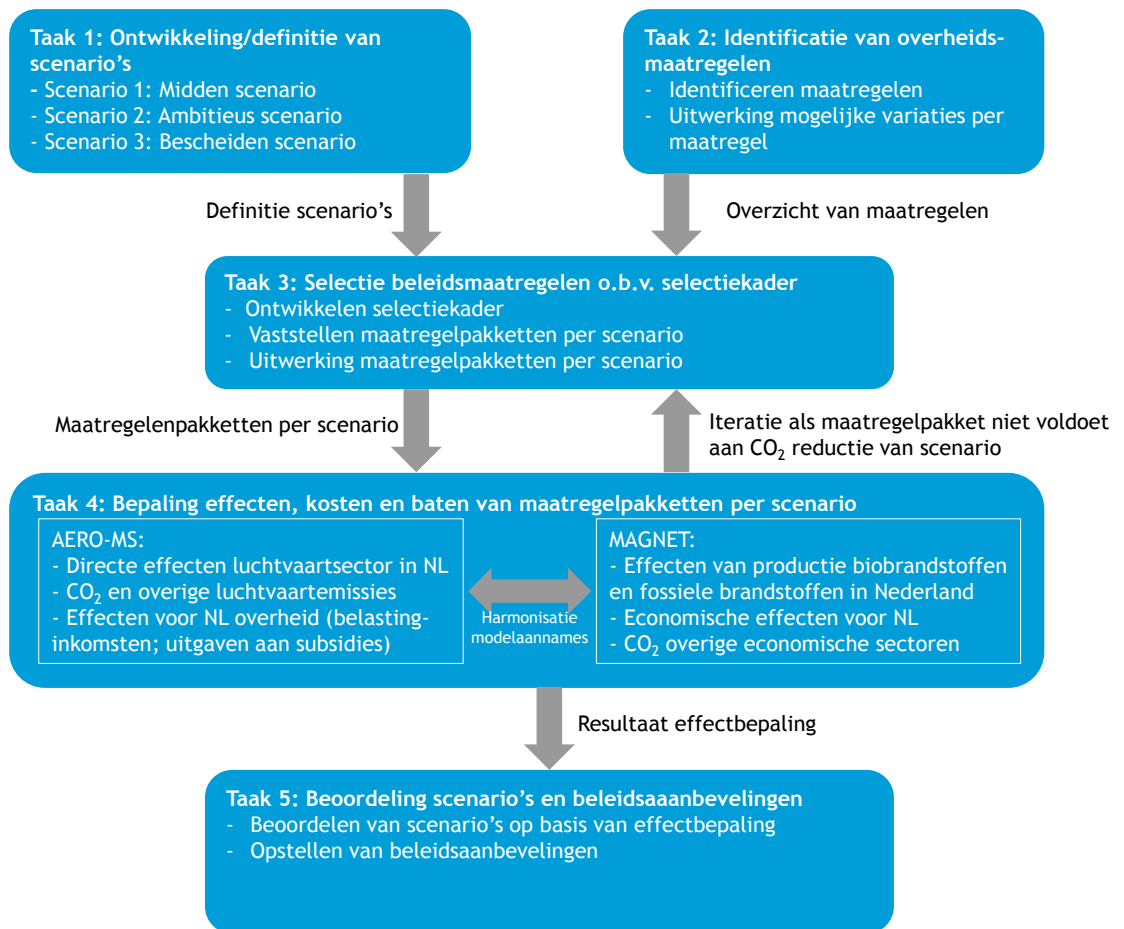 Taak 1: Ontwikkeling/definitie van
scenario's
- Scenario 1: Midden scenario
- Scenario 2: Ambitieus scenario
- Scenario 3: Bescheiden scenario
Taak 2: Identificatie van overheids-
maatregelen
- Identificeren maatregelen
- Uitwerking mogelijke variaties per
maatregel
Definitie scenario's
Overzicht van maatregelen
Taak 3: Selectie beleidsmaatregelen o.b.v. selectiekader
- Ontwikkelen selectiekader
- Vaststellen maatregelpakketten per scenario
- Uitwerking maatregelpakketten per scenario
Maatregelenpakketten per scenario
Iteratie als maatregelpakket niet voldoet
aan CO₂ reductie van scenario
Taak 4: Bepaling effecten, kosten en baten van maatregelpakketten per scenario
AERO-MS:
- Directe effecten luchtvaartsector in NL
- CO₂ en overige luchtvaartemissies
- Effecten voor NL overheid (belasting-
inkomsten; uitgaven aan subsidies)
Harmonisatie
modelaannames
MAGNET:
- Effecten van productie biobrandstoffen
en fossiele brandstoffen in Nederland
- Economische effecten voor NL
- CO₂ overige economische sectoren
Resultaat effectbepaling
Taak 5: Beoordeling scenario's en beleidsaaanbevelingen
- Beoordelen van scenario's op basis van effectbepaling
- Opstellen van beleidsaanbevelingen